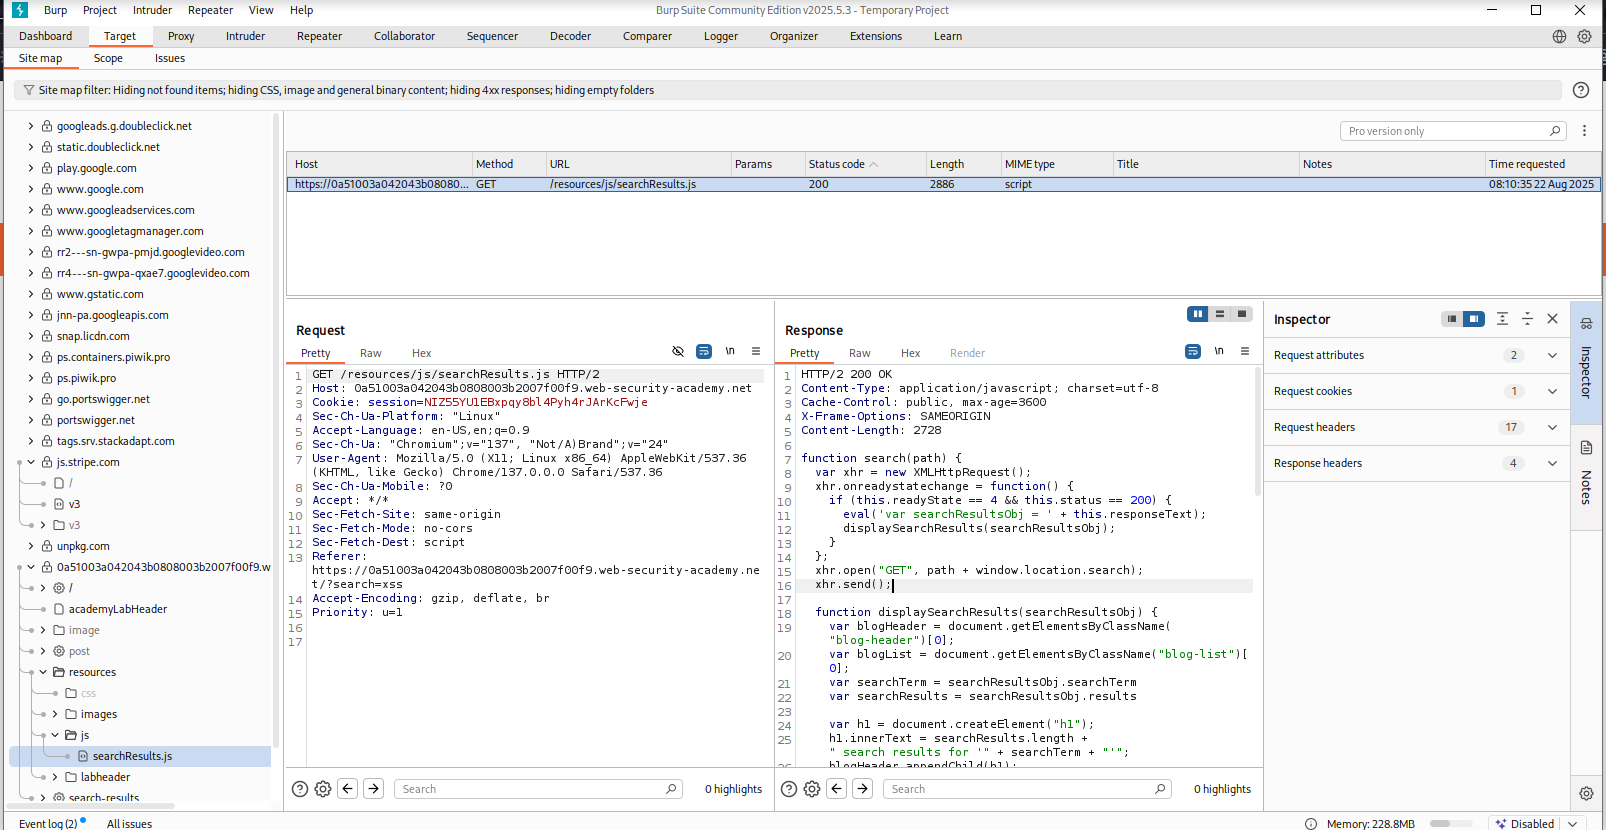 Burp Project Intruder Repeater View Help Burp Suite Community Edition v2025.5.3 - Temporary Project
Dashboard Target Proxy Intruder Repeater Collaborator Sequencer Decoder Comparer Logger Organizer Extensions Learn
Site map Scope Issues
Site map filter: Hiding not found items; hiding CSS, image and general binary content; hiding 4xx responses; hiding empty folders
googleads.g.doubleclick.net
static.doubleclick.net
play.google.com
www.google.com
www.googleadservices.com
www.googletagmanager.com
rr2---sn-gwpa-pmjd.googlevideo.com
rr4---sn-gwpa-qxae7.googlevideo.com
www.gstatic.com
jnn-pa.googleapis.com
snap.licdn.com
ps.containers.piwik.pro
ps.piwik.pro
go.portswigger.net
portswigger.net
tags.srv.stackadapt.com
js.stripe.com
/
v3
v3
unpkg.com
0a51003a042043b0808003b2007f00f9.w
/
academyLabHeader
image
post
resources
css
images
js
searchResults.js
labheader
search-results
Pro version only
Host Method URL Params Status code Length MIME type Title Notes Time requested
https://0a51003a042043b08080... GET /resources/js/searchResults.js 200 2886 script 08:10:35 22 Aug 2025
Request
Pretty Raw Hex \n
1 GET /resources/js/searchResults.js HTTP/2
2 Host: 0a51003a042043b0808003b2007f00f9.web-security-academy.net
3 Cookie: session=NIZ55YU1EBxpqy8bl4Pyh4rJArKcFwje
4 Sec-Ch-Ua-Platform: "Linux"
5 Accept-Language: en-US,en;q=0.9
6 Sec-Ch-Ua: "Chromium";v="137", "Not/A)Brand";v="24"
7 User-Agent: Mozilla/5.0 (X11; Linux x86_64) AppleWebKit/537.36
(KHTML, like Gecko) Chrome/137.0.0.0 Safari/537.36
8 Sec-Ch-Ua-Mobile: ?0
9 Accept: */*
10 Sec-Fetch-Site: same-origin
11 Sec-Fetch-Mode: no-cors
12 Sec-Fetch-Dest: script
13 Referer:
https://0a51003a042043b0808003b2007f00f9.web-security-academy.ne
t/?search=xss
14 Accept-Encoding: gzip, deflate, br
15 Priority: u=1
16
17
Search 0 highlights
Response
Pretty Raw Hex Render \n
1 HTTP/2 200 OK
2 Content-Type: application/javascript; charset=utf-8
3 Cache-Control: public, max-age=3600
4 X-Frame-Options: SAMEORIGIN
5 Content-Length: 2728
6
7 function search(path) {
8 var xhr = new XMLHttpRequest();
9 xhr.onreadystatechange = function() {
10 if (this.readyState == 4 && this.status == 200) {
11 eval('var searchResultsObj = ' + this.responseText);
12 displaySearchResults(searchResultsObj);
13 }
14 };
15 xhr.open("GET", path + window.location.search);
16 xhr.send();
17
18 function displaySearchResults(searchResultsObj) {
19 var blogHeader = document.getElementsByClassName(
"blog-header")[0];
20 var blogList = document.getElementsByClassName("blog-list")[
0];
21 var searchTerm = searchResultsObj.searchTerm
22 var searchResults = searchResultsObj.results
23
24 var h1 = document.createElement("h1");
25 h1.innerText = searchResults.length +
" search results for '" + searchTerm + "'";
26 blogHeader.appendChild(h1);
Search 0 highlights
Inspector
Request attributes 2
Request cookies 1
Request headers 17
Response headers 4
Inspector
Notes
Event log (2) All issues Memory: 228.8MB Disabled